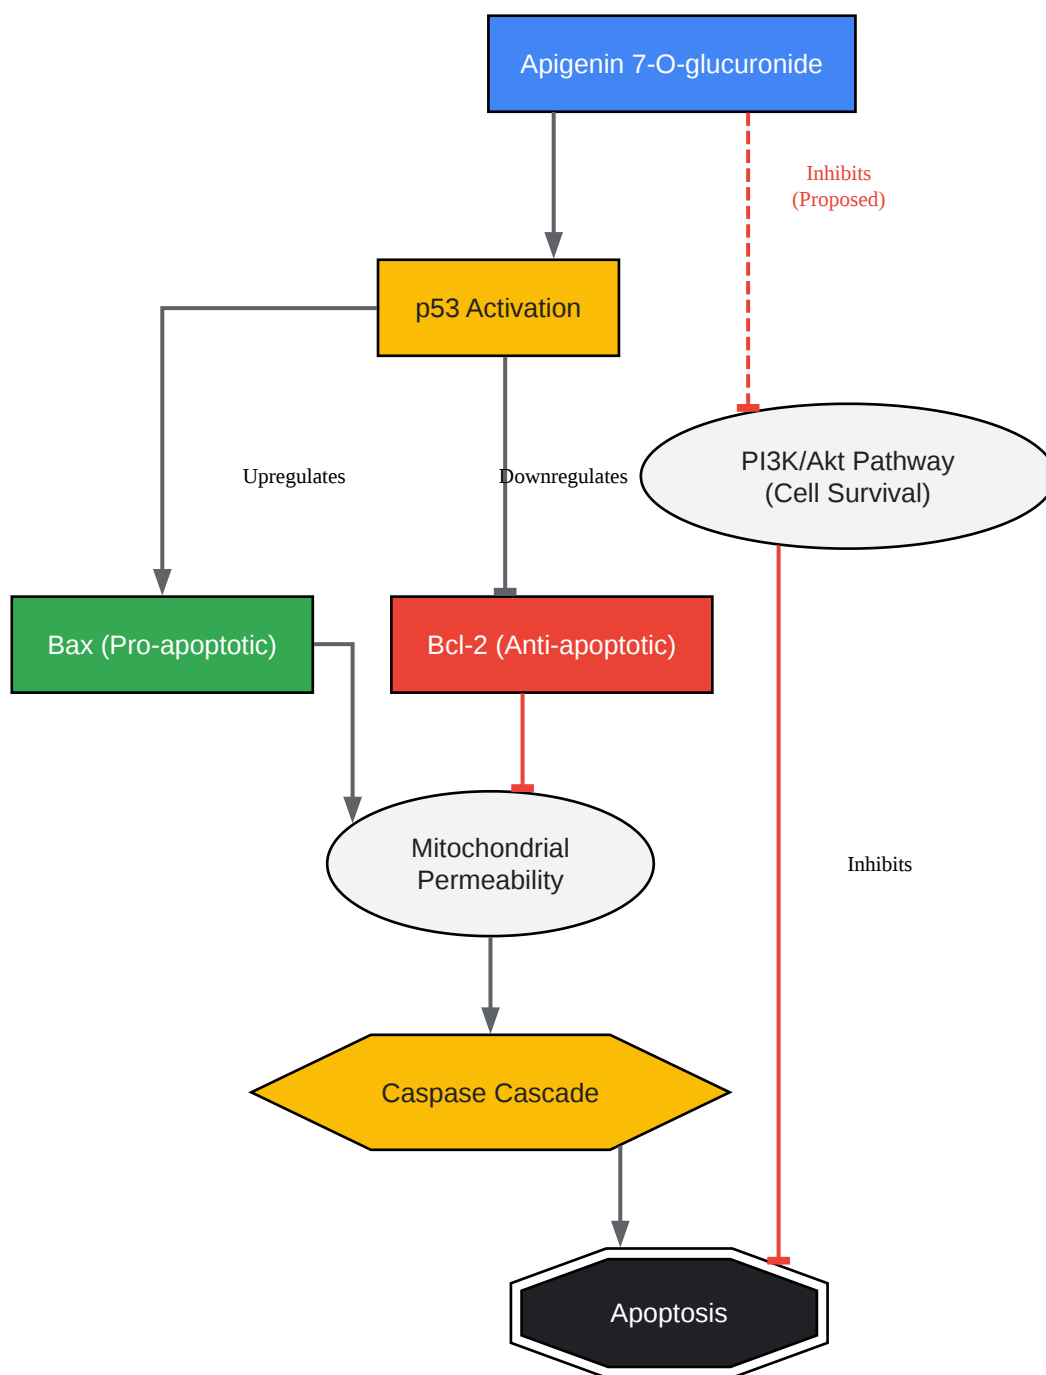 Apigenin 7-O-glucuronide
Inhibits
(Proposed)
p53 Activation
PI3K/Akt Pathway
(Cell Survival)
Upregulates
Downregulates
Bax (Pro-apoptotic)
Bcl-2 (Anti-apoptotic)
Mitochondrial
Permeability
Inhibits
Caspase Cascade
Apoptosis